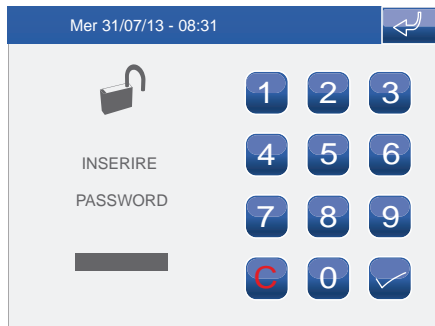 Mer 31/07/13 - 08:31
1 2 3
INSERIRE
4 5 6
PASSWORD
7 8 9
C 0